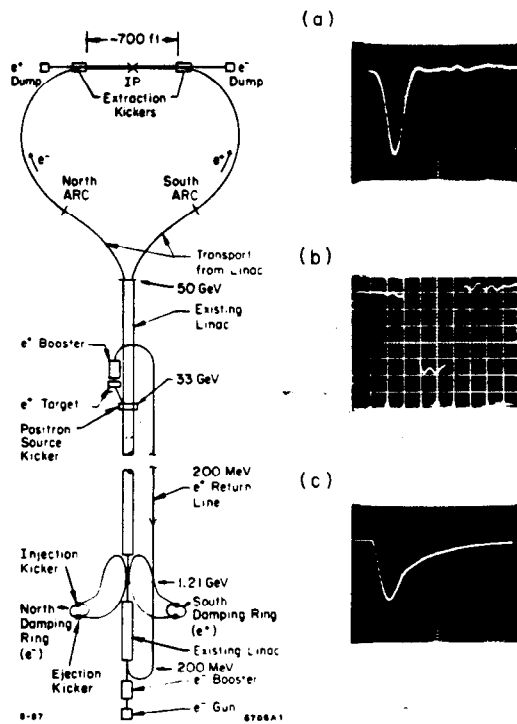 (a)
~700 ft
e+
Dump
IP
e-
Dump
Extraction
Kickers
e-
e+
North
ARC
South
ARC
Transport
from Linac
(b)
50 GeV
Existing
Linac
e+ Booster
33 GeV
e+ Target
Positron
Source
Kicker
(c)
200 MeV
e+ Return
Line
Injection
Kicker
1.21 GeV
North
Damping
Ring
(e-)
South
Damping Ring
(e+)
Ejection
Kicker
Existing Linac
200 MeV
e- Booster
e- Gun
8-87
5706A1